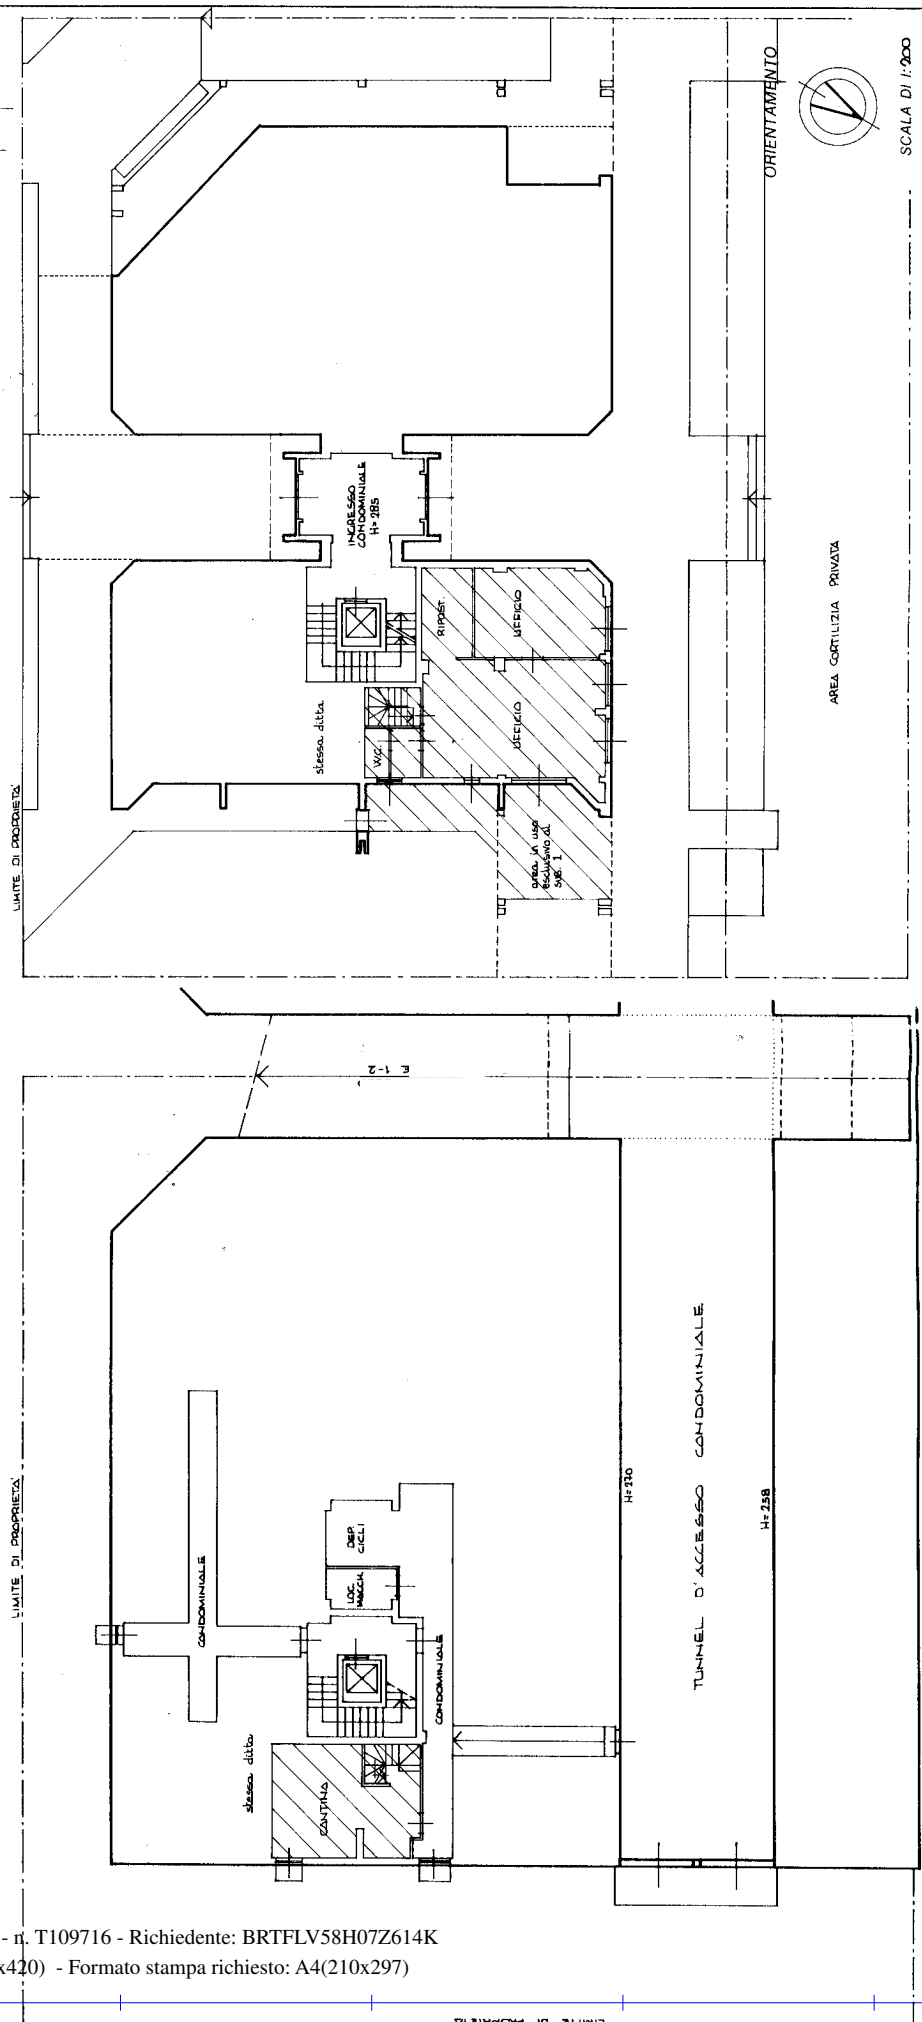 ORIENTAMENTO
SCALA DI 1:200
INGRESSO
CONDOMINIALE
H= 285
RIPOST.
UFFICIO
UFFICIO
W.C.
stessa ditta
area in uso
esclusivo al
sub. 1
AREA CORTILIZIA PRIVATA
LIMITE DI PROPRIETA'
LIMITE DI PROPRIETA'
CONDOMINIALE
DEP.
CICLI
LOC.
MACCH.
CONDOMINIALE
stessa ditta
CANTINA
TUNNEL D'ACCESSO CONDOMINIALE
H= 270
H= 258
- n. T109716 - Richiedente: BRTFLV58H07Z614K
x420) - Formato stampa richiesto: A4(210x297)